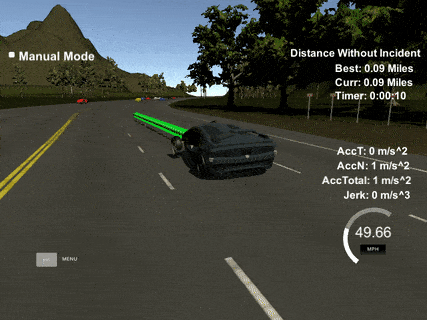 Manual Mode
Distance Without Incident
Best: 0.09 Miles
Curr: 0.09 Miles
Timer: 0:00:10
AccT: 0 m/s^2
AccN: 1 m/s^2
AccTotal: 1 m/s^2
Jerk: 0 m/s^3
49.66
MPH
MENU